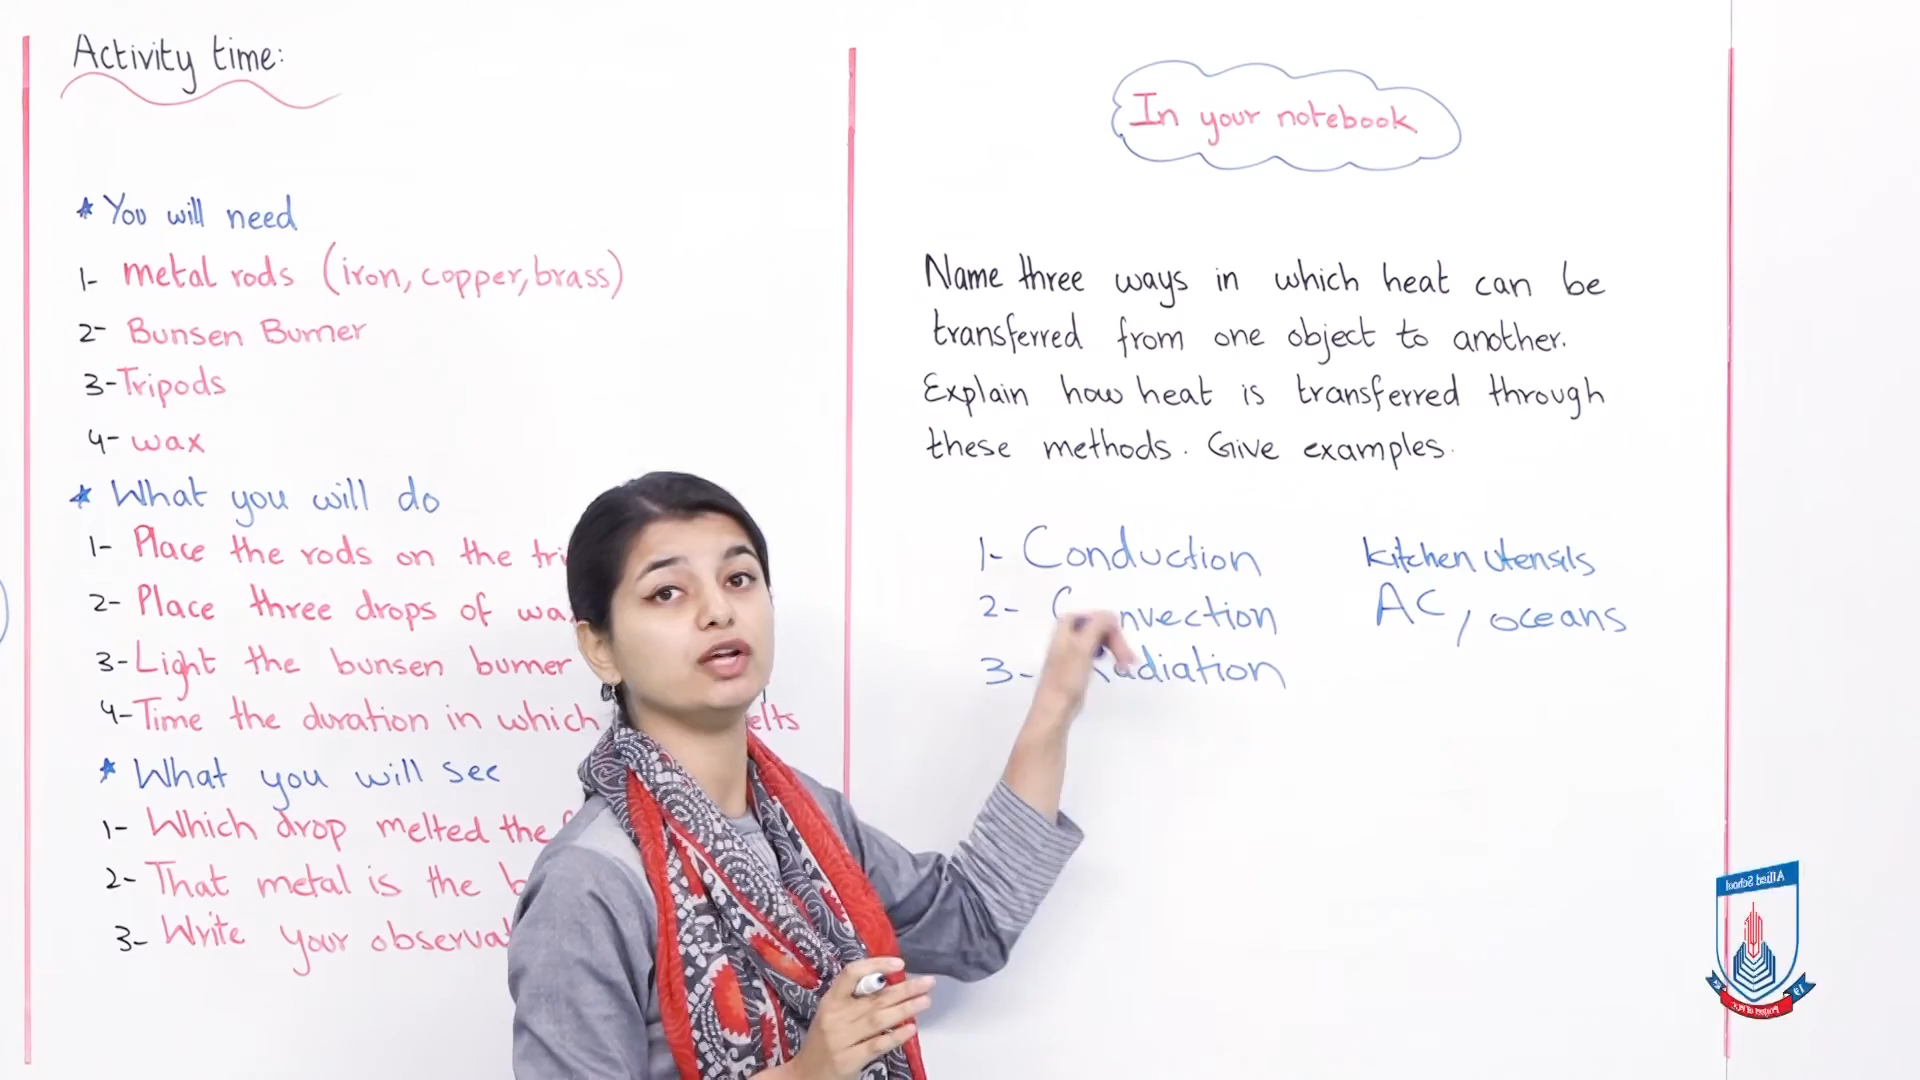 Activity time:
* You will need
1- metal rods (iron, copper, brass)
2- Bunsen Burner
3- Tripods
4- wax
* What you will do
1- Place the rods on the
2- Place three drops of
3- Light the bunsen burner
4- Time the duration in which
* What you will see
1- Which drop melted the
2- That metal is the
3- Write your
In your notebook
Name three ways in which heat can be
transferred from one object to another.
Explain how heat is transferred through
these methods. Give examples.
1- Conduction kitchen utensils
2- Convection AC, oceans
3- Radiation
Allied School